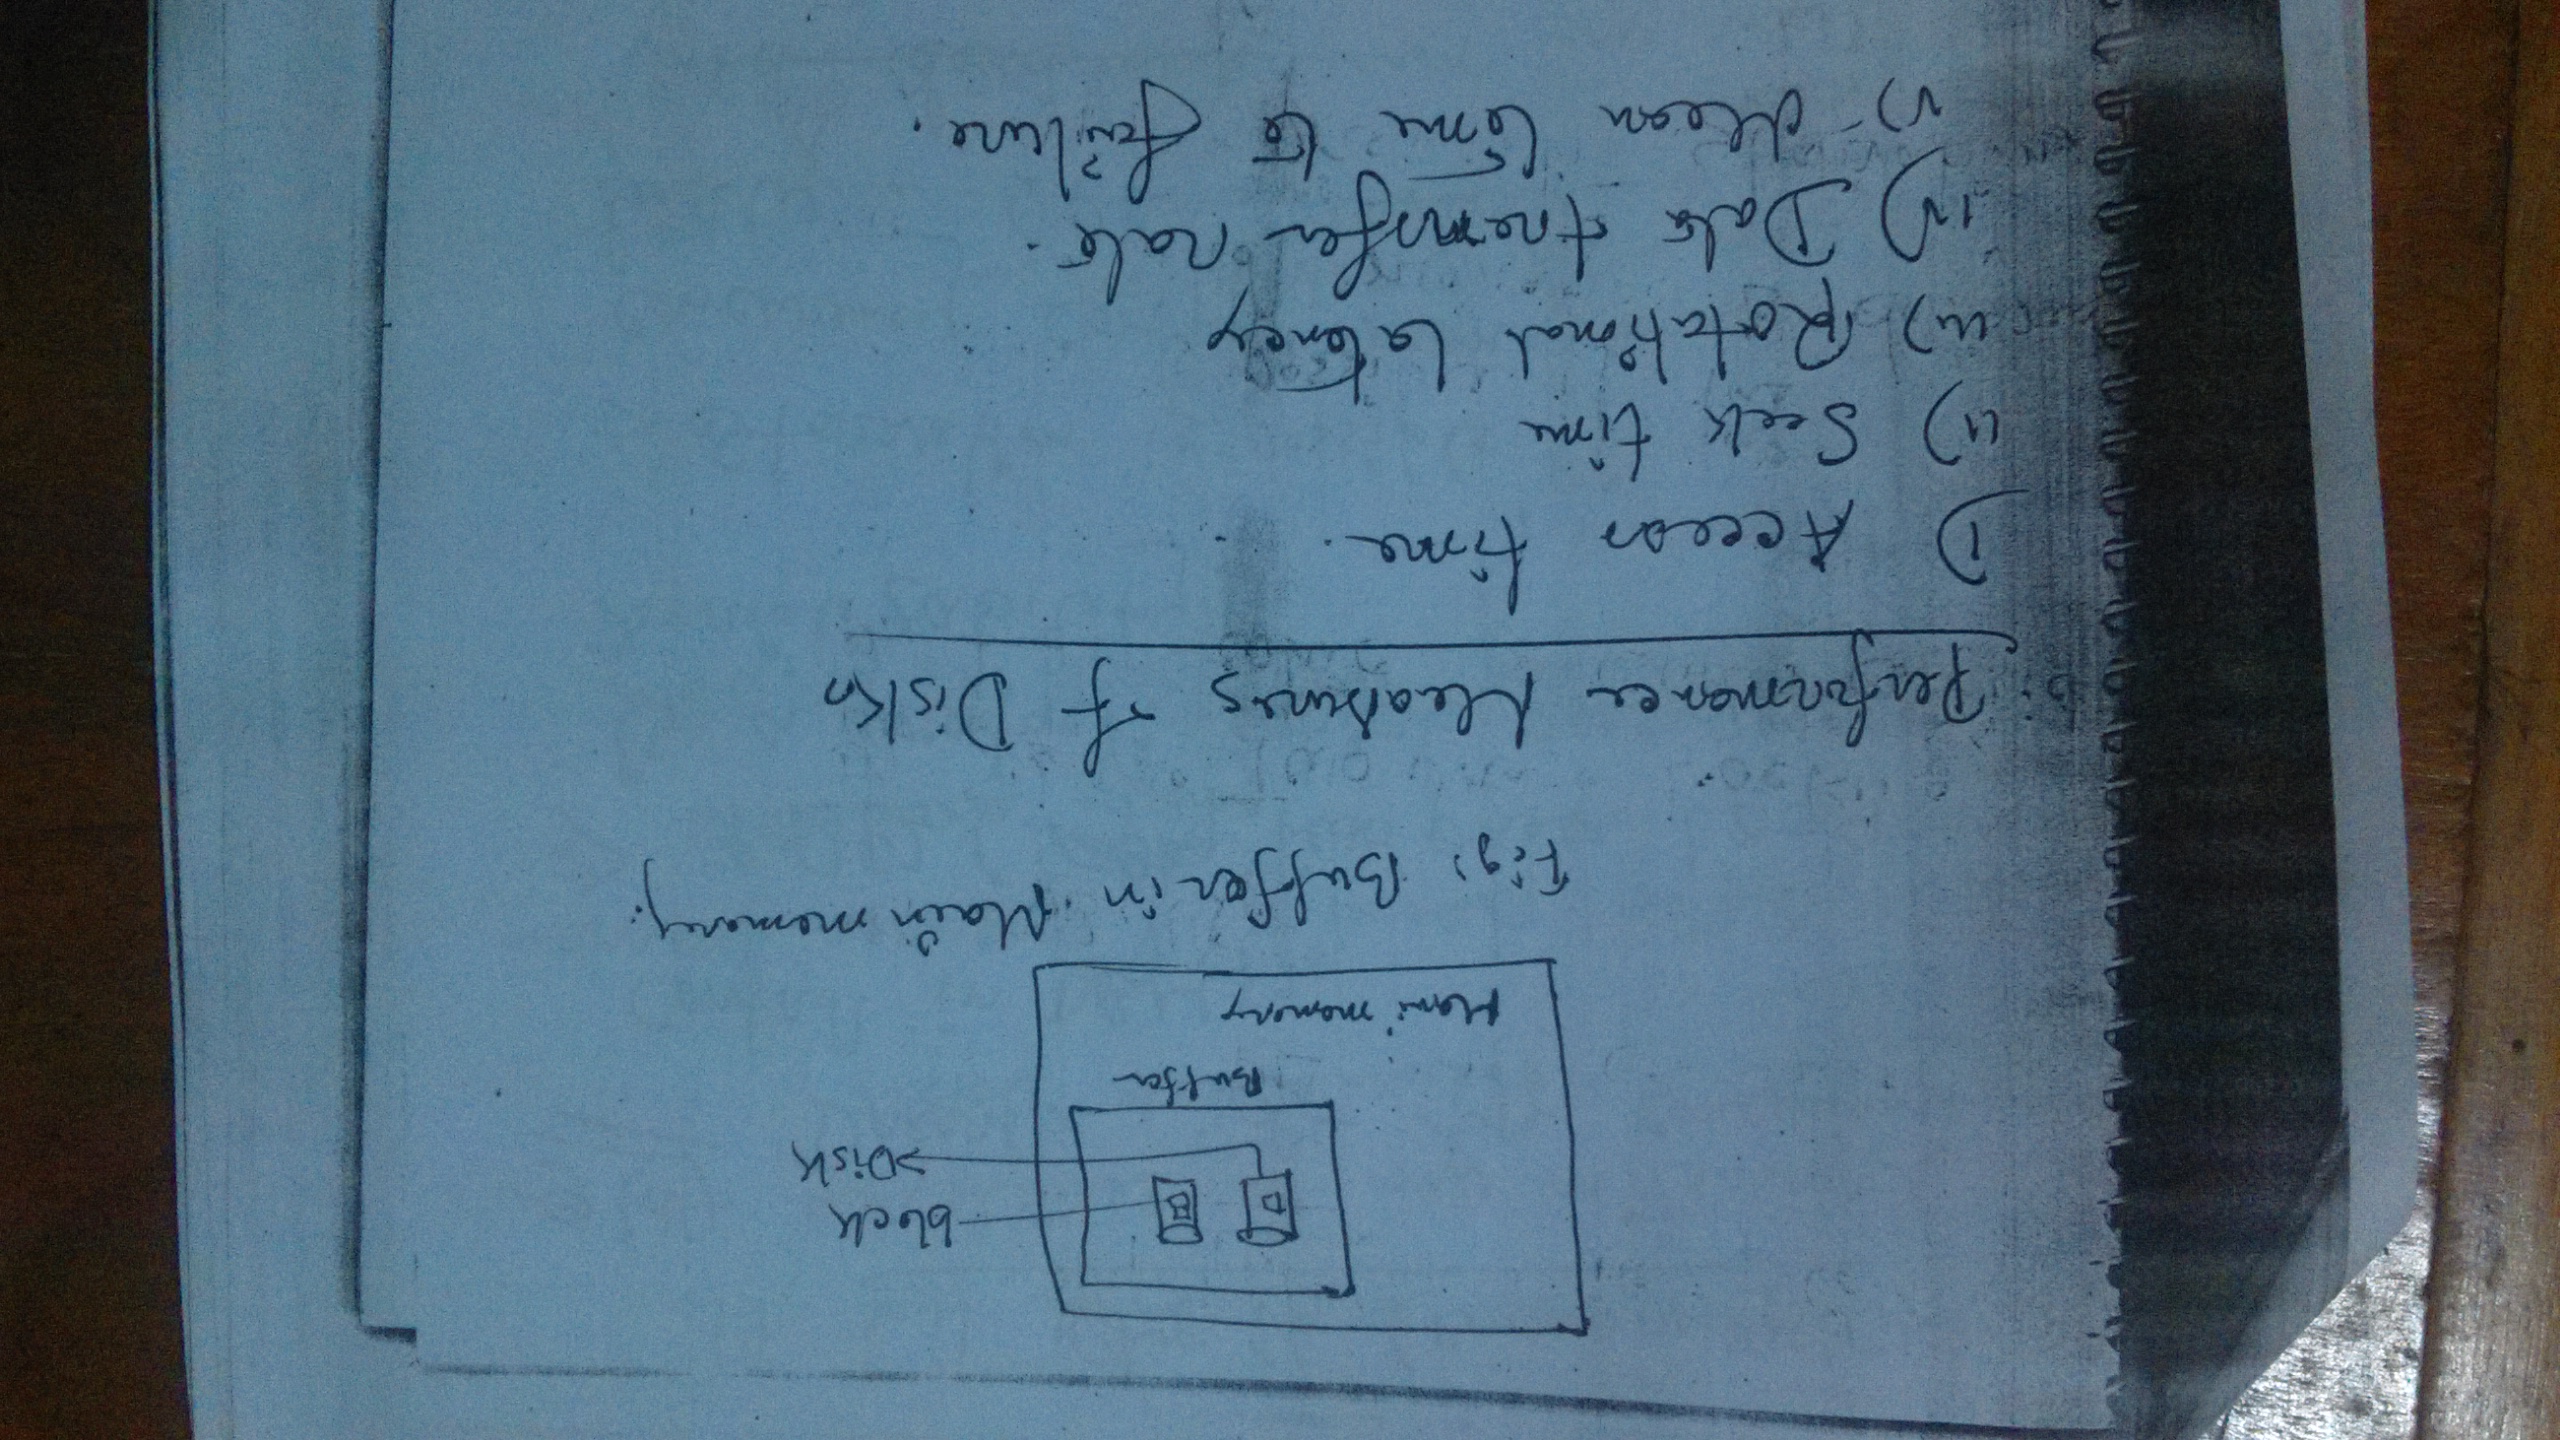 block
Disk
Buffer
Main memory
Fig: Buffer in Main memory.
Performance Measures of Disks
I) Access time.
ii) Seek time
iii) Rotational latency
iv) Data transfer rate.
v) Mean time to failure.